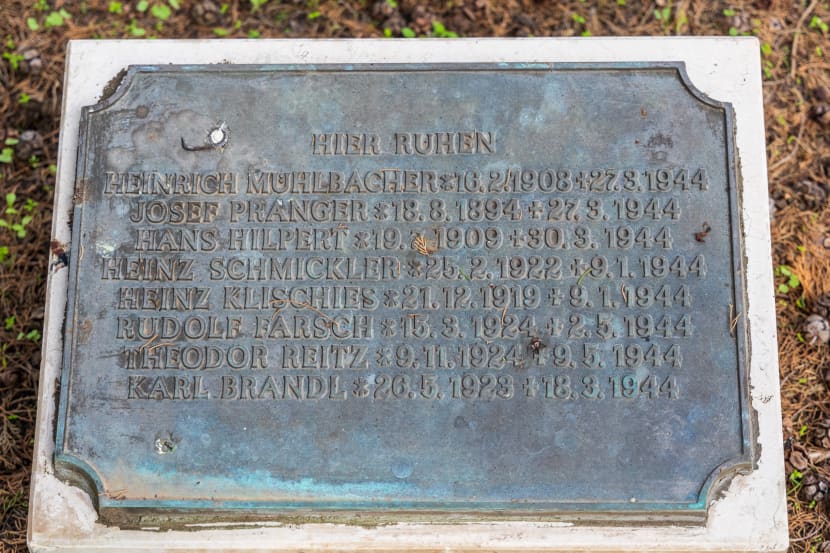 HIER RUHEN
HEINRICH MÜHLBACHER * 16. 2. 1908 + 27. 3. 1944
JOSEF PRANGER * 18. 8. 1894 + 27. 3. 1944
HANS HILPERT * 19. 1909 + 30. 3. 1944
HEINZ SCHMICKLER * 25. 2. 1922 + 9. 1. 1944
HEINZ KLISCHIES * 21. 12. 1919 + 9. 1. 1944
RUDOLF FARSCH * 15. 3. 1924 + 2. 5. 1944
THEODOR REITZ * 9. 11. 1924 + 9. 5. 1944
KARL BRANDL * 26. 5. 1923 + 18. 3. 1944